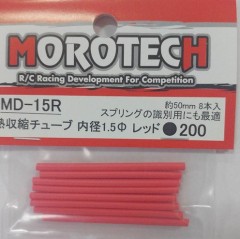 MOROTECH
R/C Racing Development For Competition
MD-15R
約50mm 8本入
スプリングの識別用にも最適
熱収縮チューブ 内径1.5Φ レッド ●200